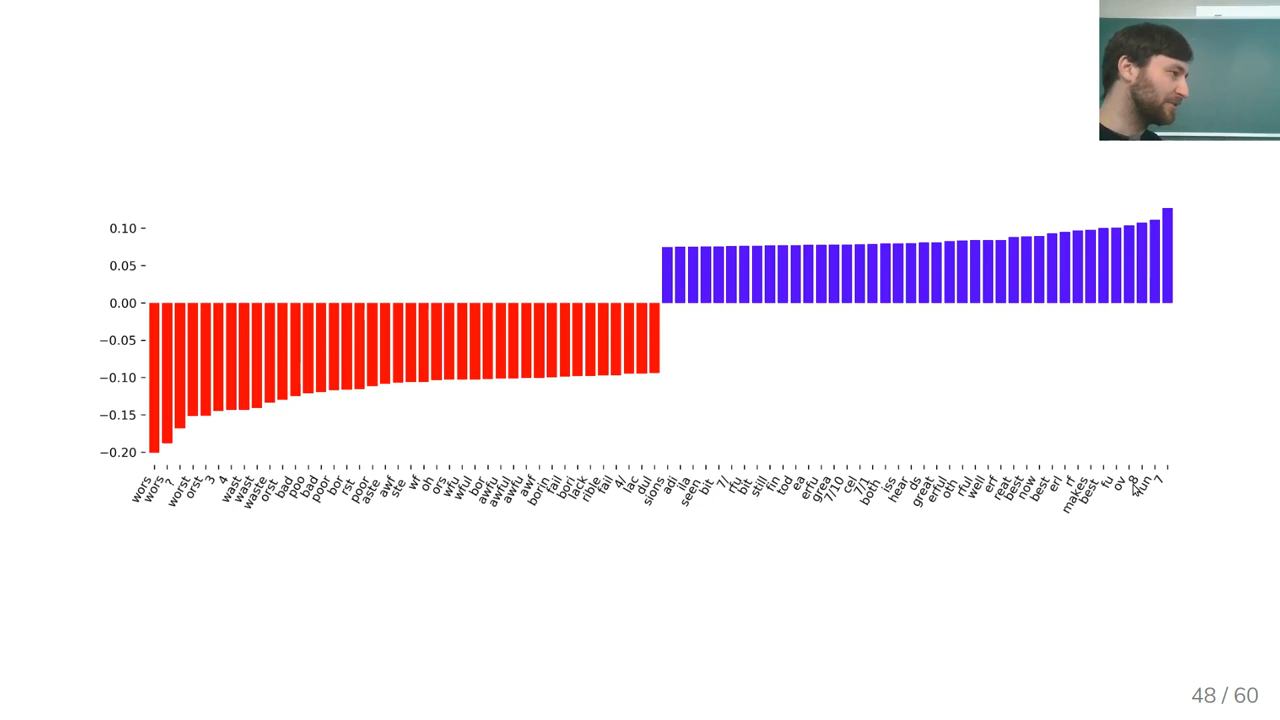 0.10
0.05
0.00
−0.05
−0.10
−0.15
−0.20
wors
wors
?
worst
orst
3
4
wast
wast
waste
orst
bad
poo
bad
poor
bor
rst
poor
aste
awf
ste
wf
oh
ors
wfu
wful
bor
awfu
awful
awfu
awf
borin
fail
bori
lack
rible
fail
4/
lac
dul
sions
adi
ila
seen
bit
7/
rfu
bit
still
fin
tod
ea
erfu
grea
7/10
cel
7/1
both
iss
hear
ds
great
erful
oth
rful
well
erf
reat
best
now
best
erl
rf
makes
best
fu
ov
8
fun
7
48 / 60